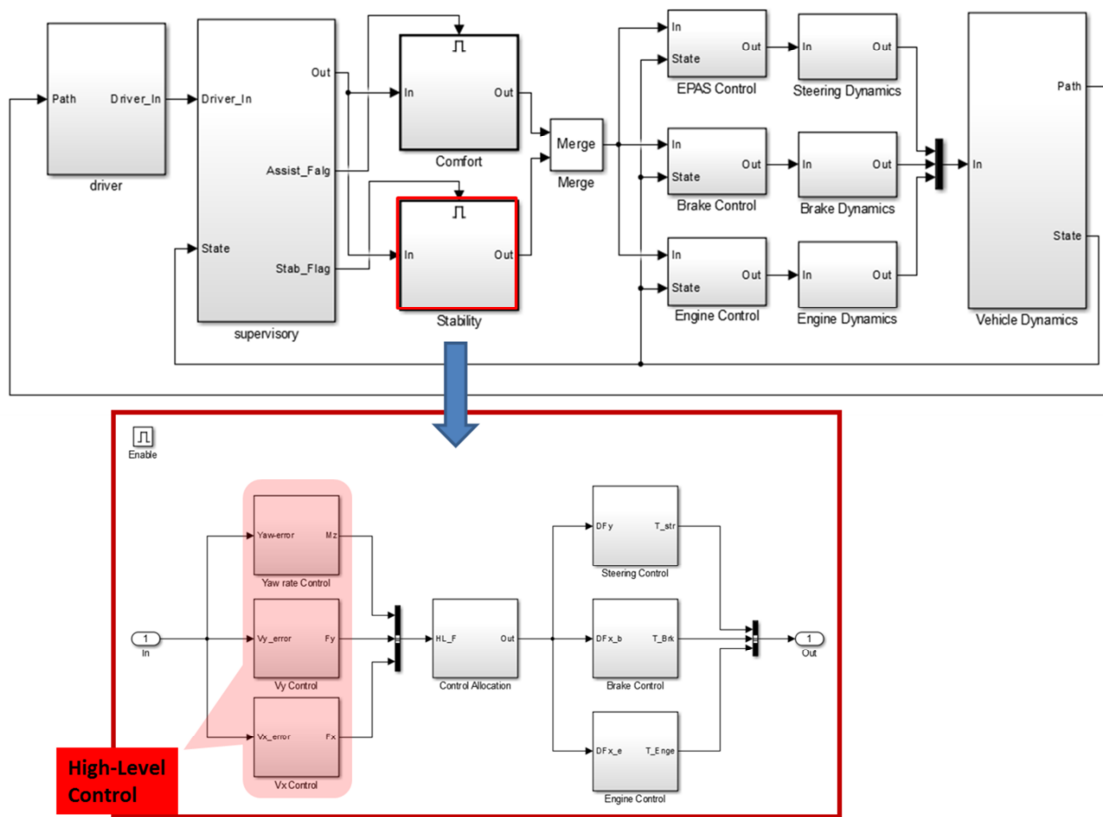 Path
Driver_In
driver
Driver_In
State
Out
Assist_Falg
Stab_Flag
supervisory
In
Out
Comfort
In
Out
Stability
Merge
Merge
In
State
Out
EPAS Control
In
Out
Steering Dynamics
In
State
Out
Brake Control
In
Out
Brake Dynamics
In
State
Out
Engine Control
In
Out
Engine Dynamics
In
Path
State
Vehicle Dynamics
Enable
1
In
Yaw-error
Mz
Yaw rate Control
Vy_error
Fy
Vy Control
Vx_error
Fx
Vx Control
High-Level
Control
HL_F
Out
Control Allocation
DFy
T_str
Steering Control
DFx_b
T_Brk
Brake Control
DFx_e
T_Enge
Engine Control
1
Out